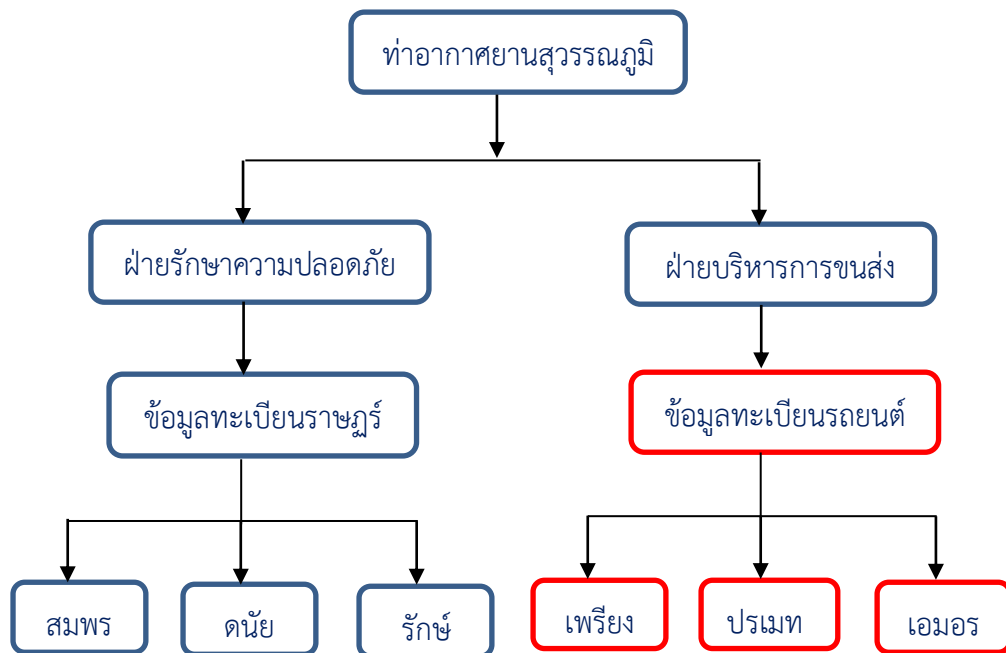 ท่าอากาศยานสุวรรณภูมิ
ฝ่ายรักษาความปลอดภัย
ฝ่ายบริหารการขนส่ง
ข้อมูลทะเบียนราษฏร์
ข้อมูลทะเบียนรถยนต์
สมพร
ดนัย
รักษ์
เพรียง
ปรเมท
เอมอร